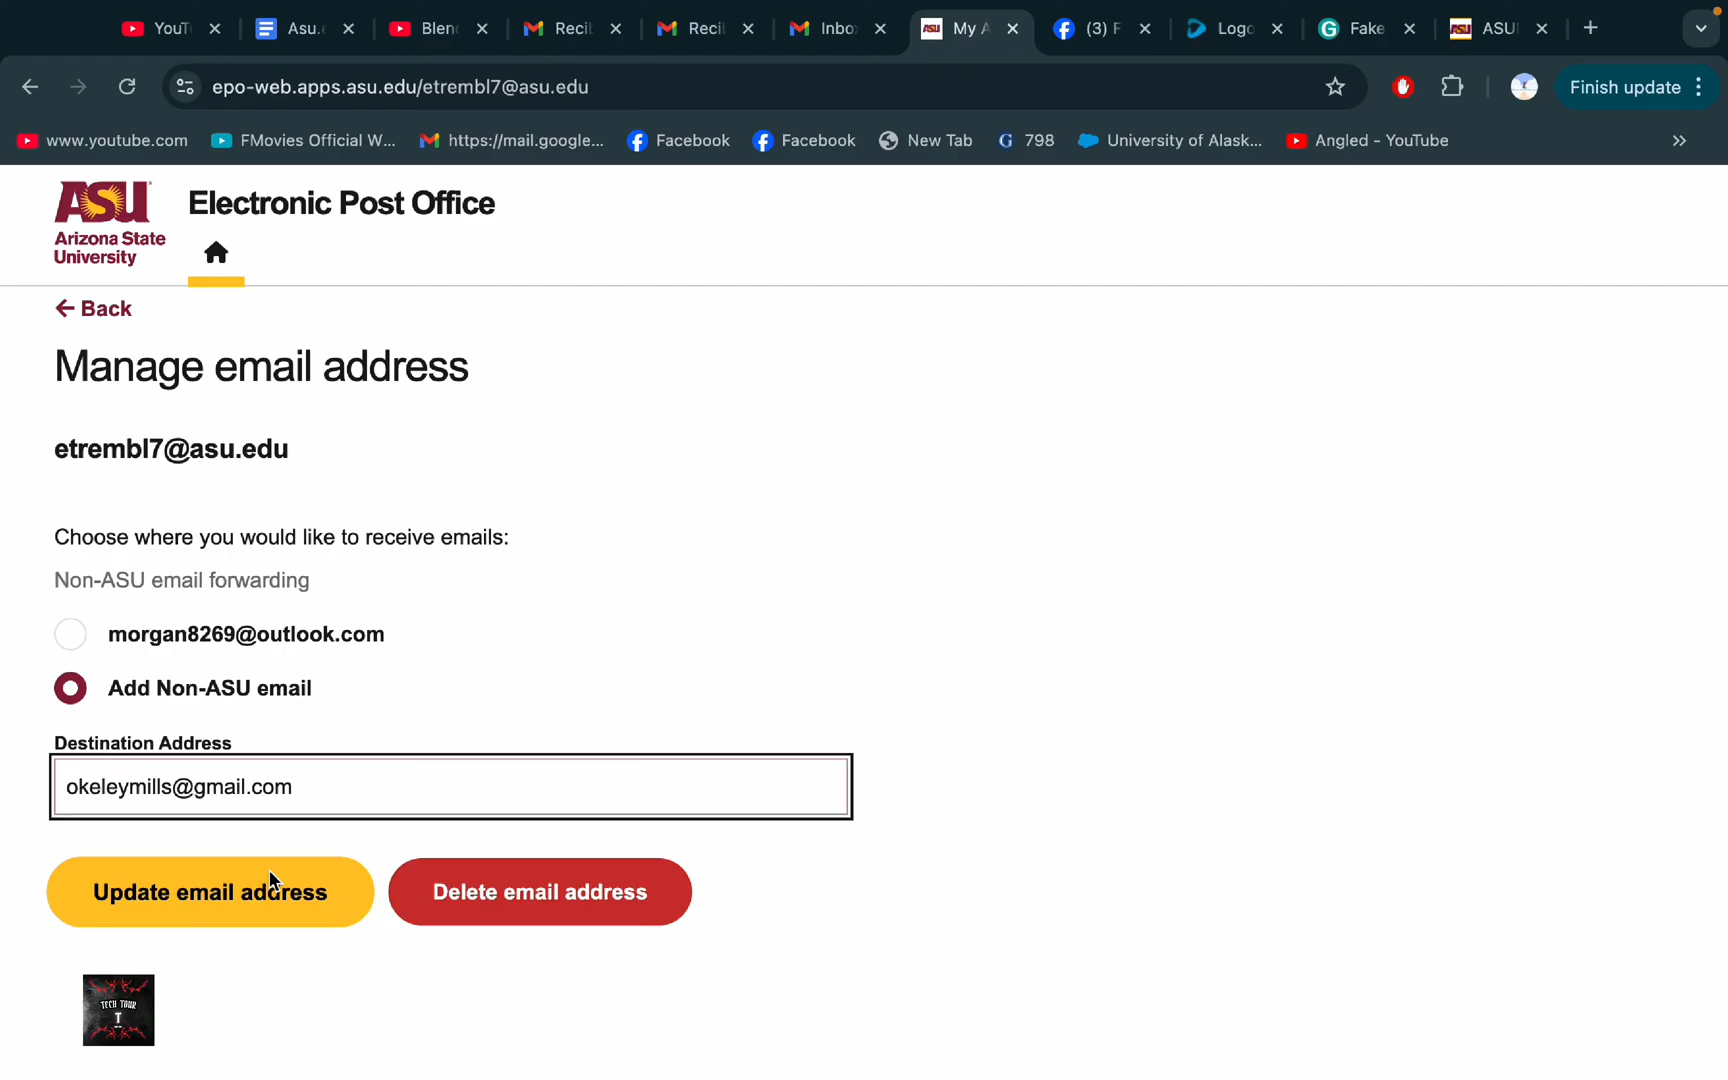 YouT
Asu.
Blen
Recil
Recil
Inbo
My A
(3) F
Logo
Fake
ASU
epo-web.apps.asu.edu/etrembl7@asu.edu
Finish update
www.youtube.com
FMovies Official W...
https://mail.google...
Facebook
Facebook
New Tab
798
University of Alask...
Angled - YouTube
ASU
Arizona State
University
Electronic Post Office
Back
Manage email address
etrembl7@asu.edu
Choose where you would like to receive emails:
Non-ASU email forwarding
morgan8269@outlook.com
Add Non-ASU email
Destination Address
okeleymills@gmail.com
Update email address
Delete email address
TECH TOUR
T